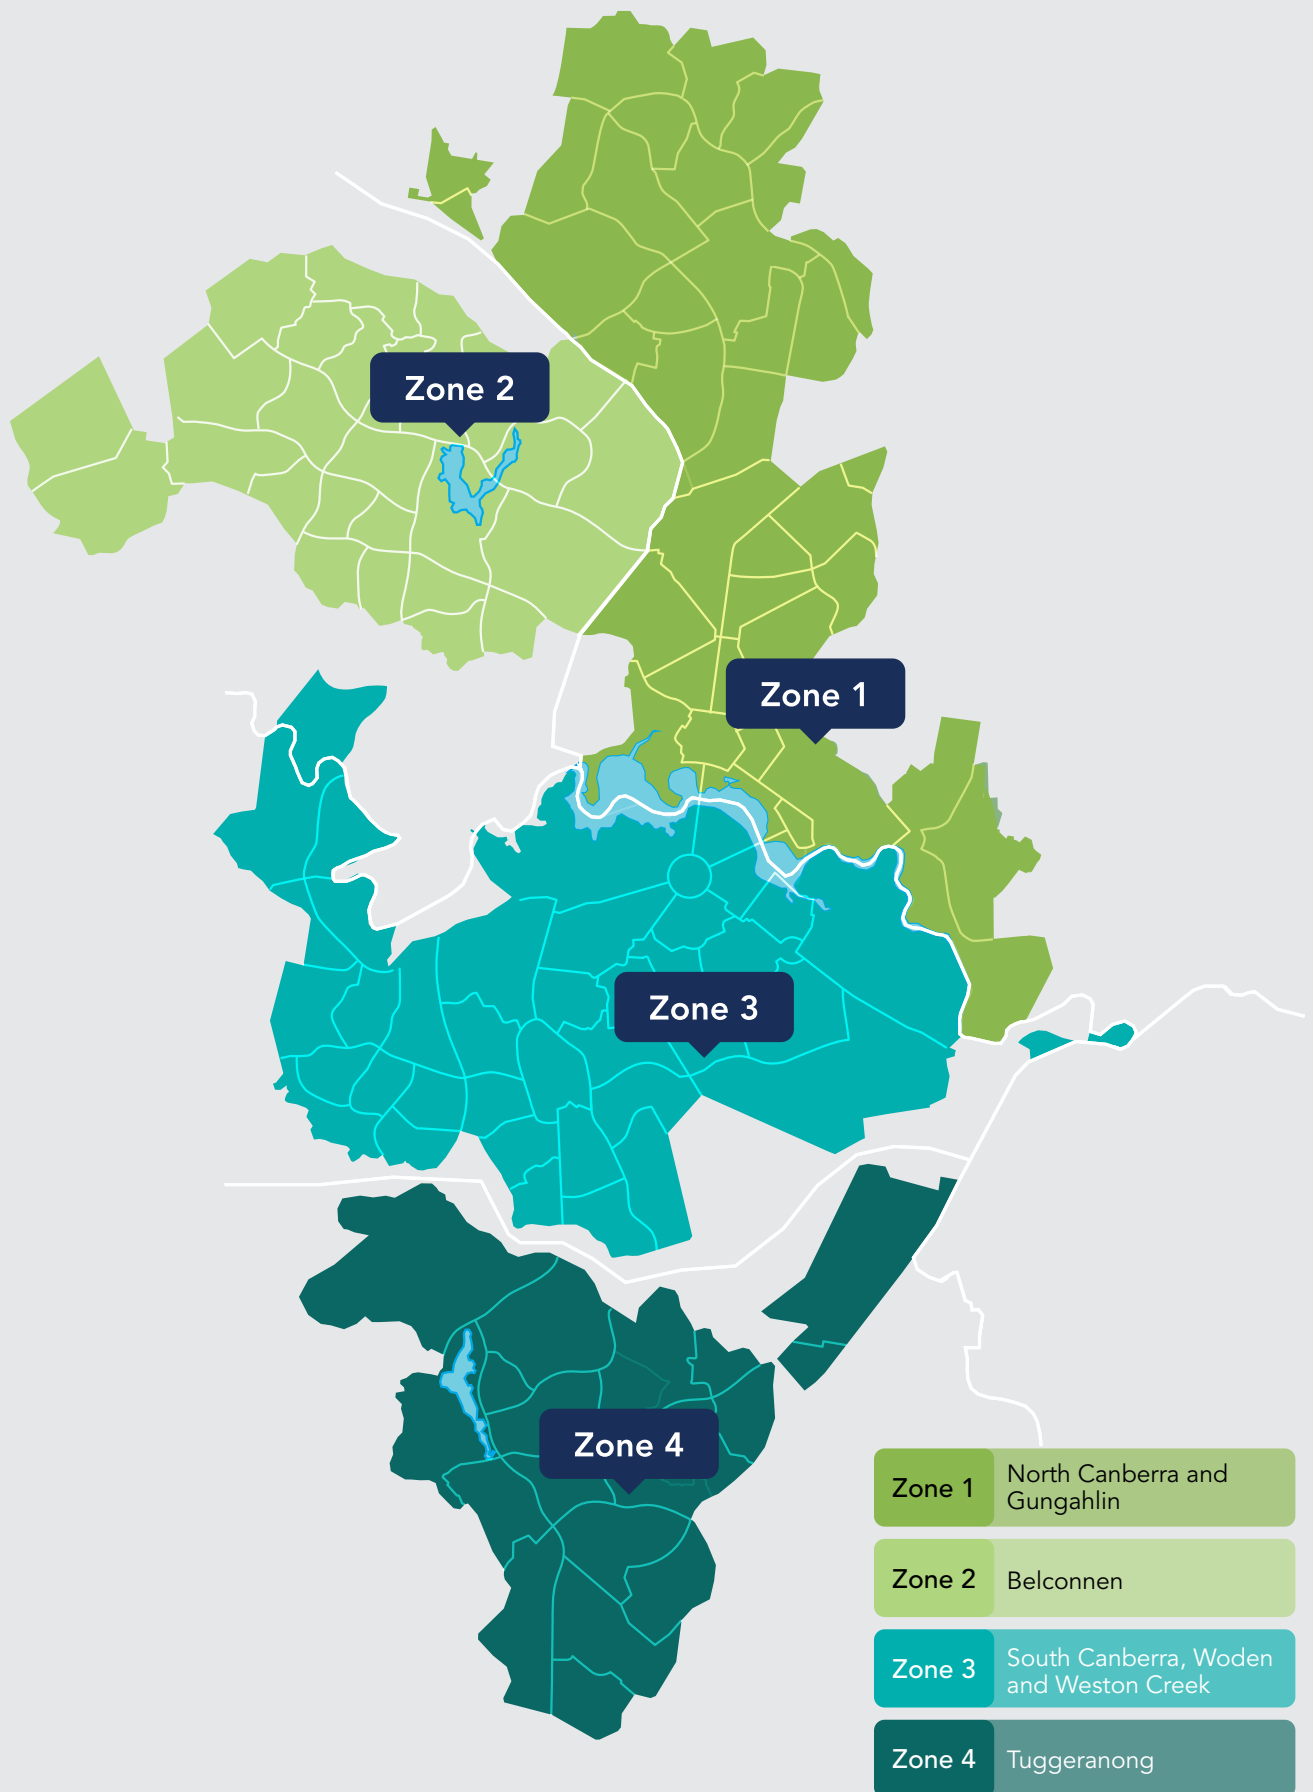 Zone 2
Zone 1
Zone 3
Zone 4
Zone 1
North Canberra and
Gungahlin
Zone 2
Belconnen
Zone 3
South Canberra, Woden
and Weston Creek
Zone 4
Tuggeranong